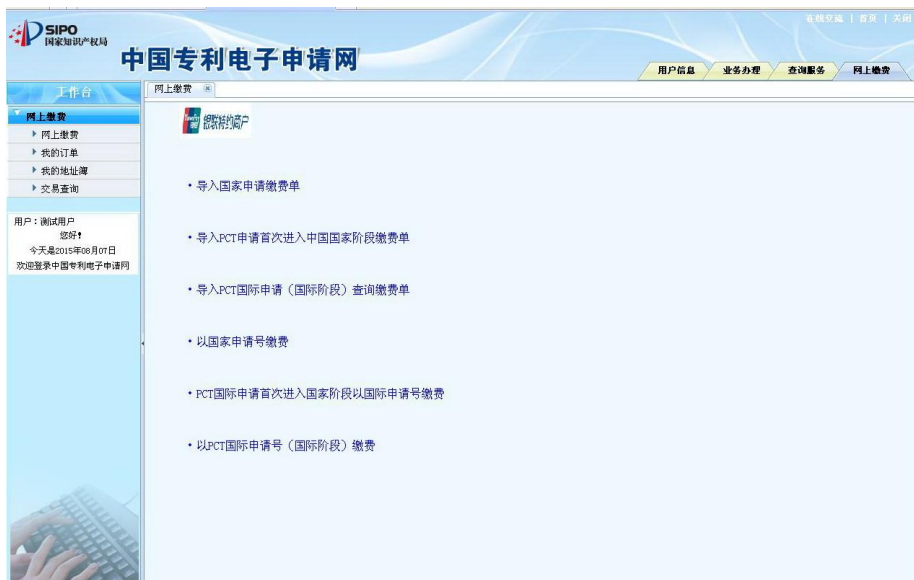 SIPO
国家知识产权局
中国专利电子申请网
在线交流 | 首页 | 关闭
用户信息
业务办理
查询服务
网上缴费
工作台
网上缴费
网上缴费
网上缴费
我的订单
我的地址簿
交易查询
用户：测试用户
您好！
今天是2015年08月07日
欢迎登录中国专利电子申请网
银联特约商户
• 导入国家申请缴费单
• 导入PCT申请首次进入中国国家阶段缴费单
• 导入PCT国际申请（国际阶段）查询缴费单
• 以国家申请号缴费
• PCT国际申请首次进入国家阶段以国际申请号缴费
• 以PCT国际申请号（国际阶段）缴费